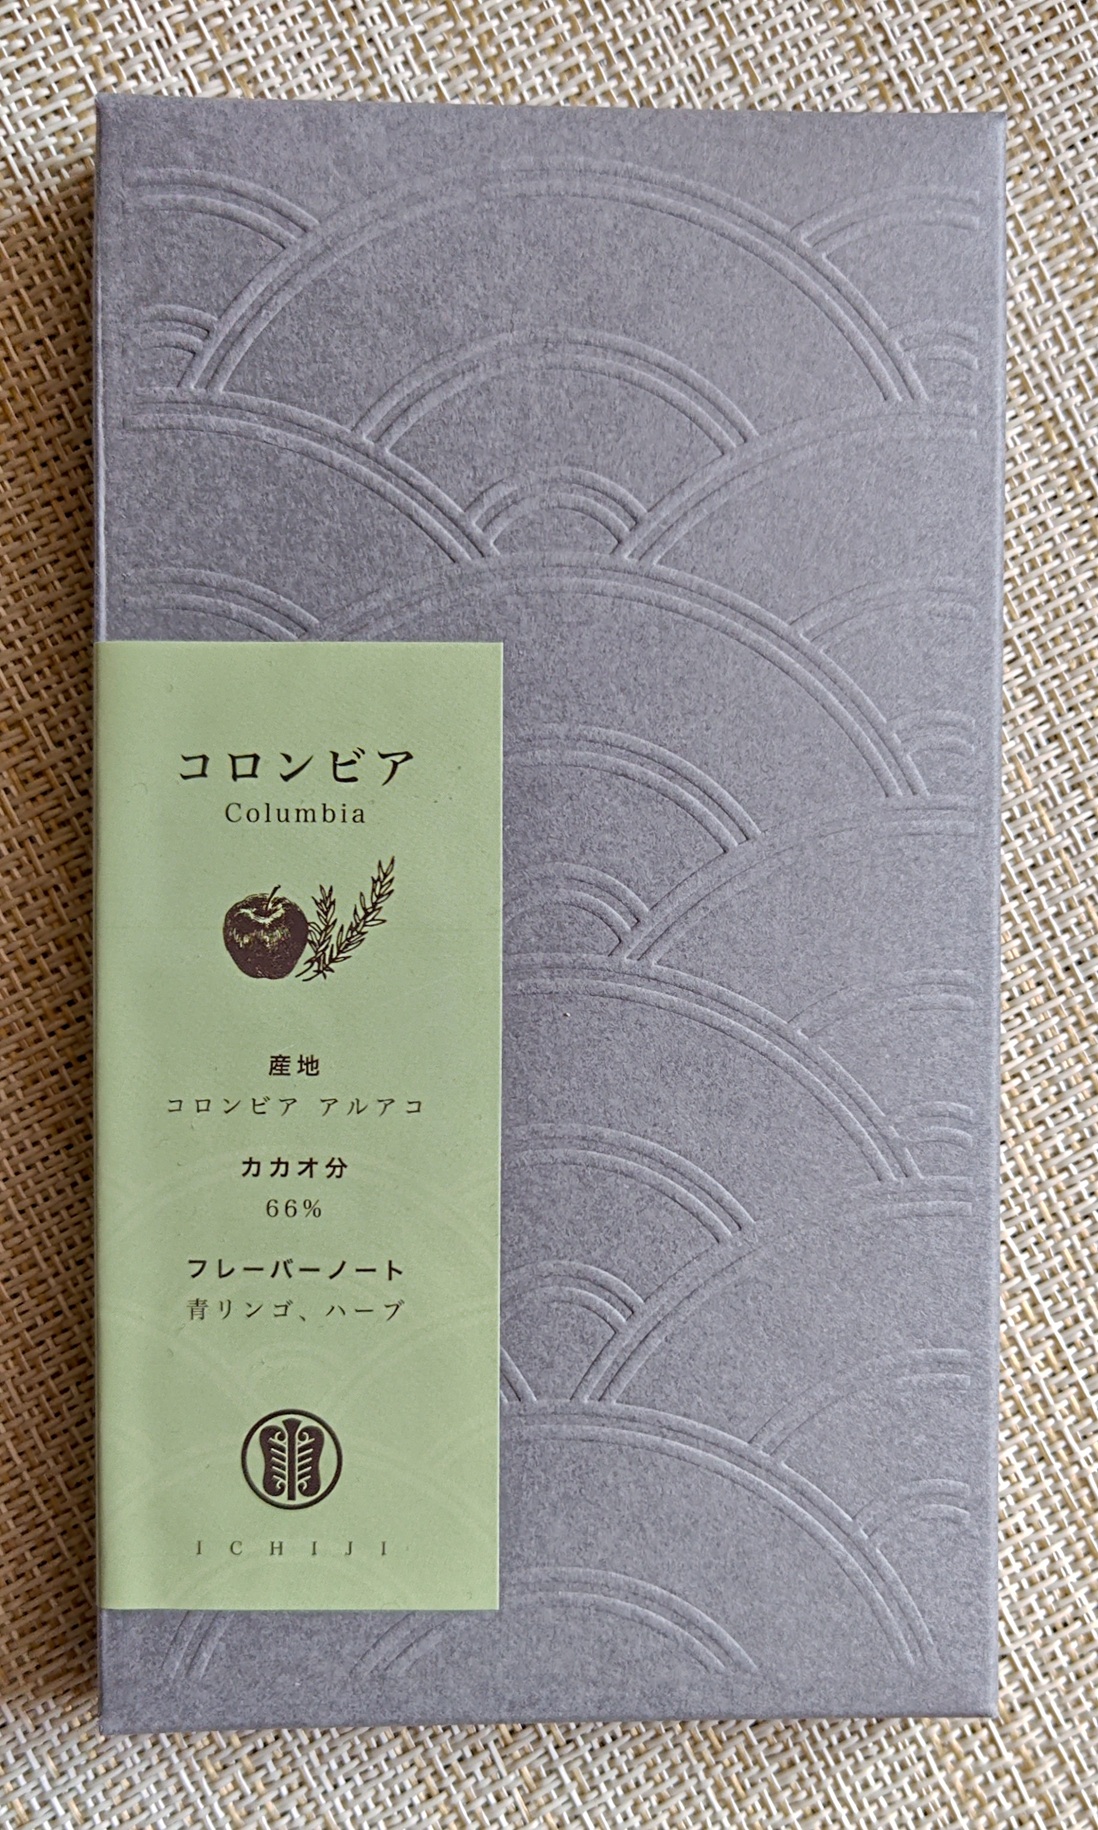 コロンビア
Columbia
産地
コロンビア アルアコ
カカオ分
66%
フレーバーノート
青リンゴ、ハーブ
ICHIJI